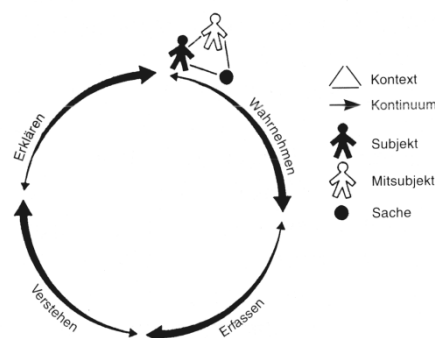 Wahrnehmen
Erfassen
Verstehen
Erklären
Kontext
Kontinuum
Subjekt
Mitsubjekt
Sache